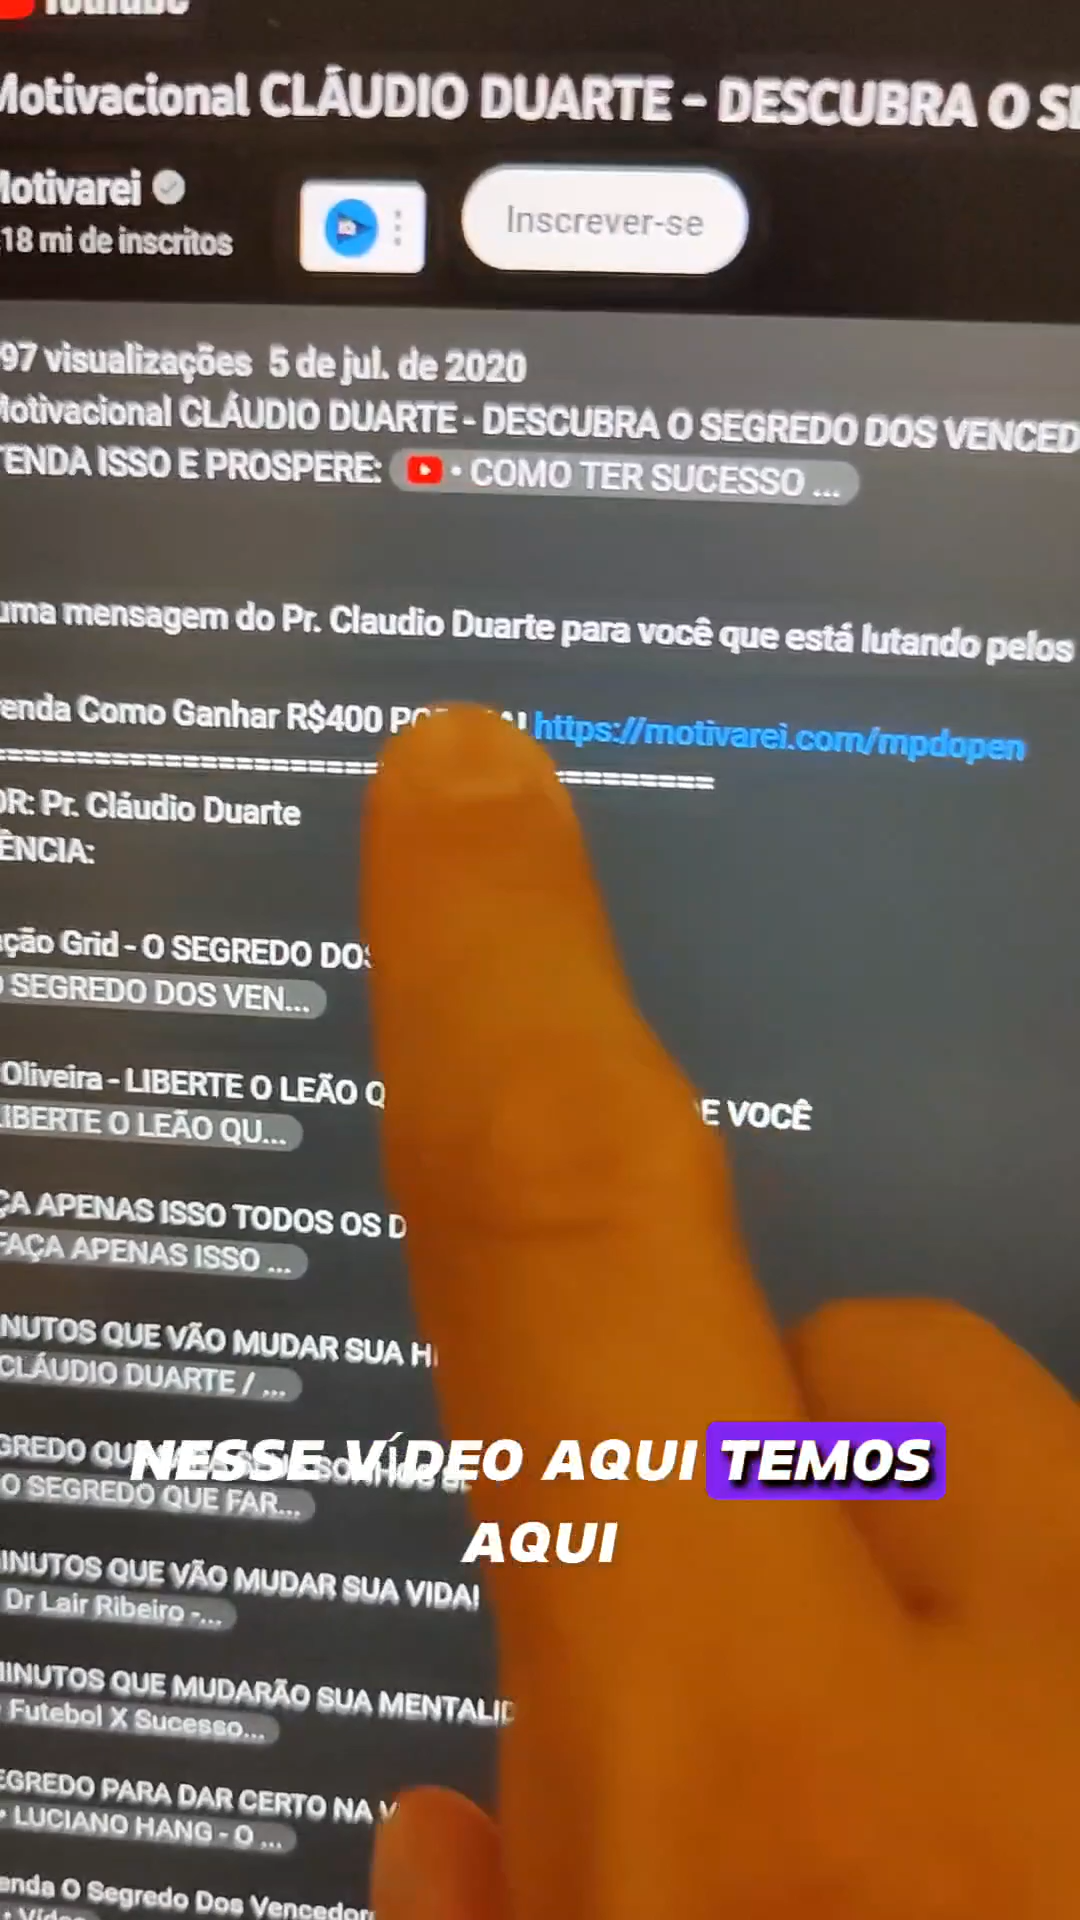 Motivacional CLÁUDIO DUARTE - DESCUBRA O
Motivarei
18 mi de inscritos
Inscrever-se
97 visualizações 5 de jul. de 2020
Motivacional CLÁUDIO DUARTE - DESCUBRA O SEGREDO DOS VENCED
TENDA ISSO E PROSPERE: • COMO TER SUCESSO ...
uma mensagem do Pr. Claudio Duarte para você que está lutando pelos
enda Como Ganhar R$400 https://motivarei.com/mpdopen
================================
OR: Pr. Cláudio Duarte
ÊNCIA:
ção Grid - O SEGREDO DOS
O SEGREDO DOS VEN...
Oliveira - LIBERTE O LEÃO Q E VOCÊ
LIBERTE O LEÃO QU...
ÇA APENAS ISSO TODOS OS D
FAÇA APENAS ISSO ...
NUTOS QUE VÃO MUDAR SUA H
CLÁUDIO DUARTE / ...
GREDO
O SEGREDO QUE FAR...
NESSE VÍDEO AQUI TEMOS
AQUI
INUTOS QUE VÃO MUDAR SUA VIDA!
Dr Lair Ribeiro -...
MINUTOS QUE MUDARÃO SUA MENTALID
Futebol X Sucesso...
EGREDO PARA DAR CERTO NA V
• LUCIANO HANG - O ...
enda O Segredo Dos Vencedor